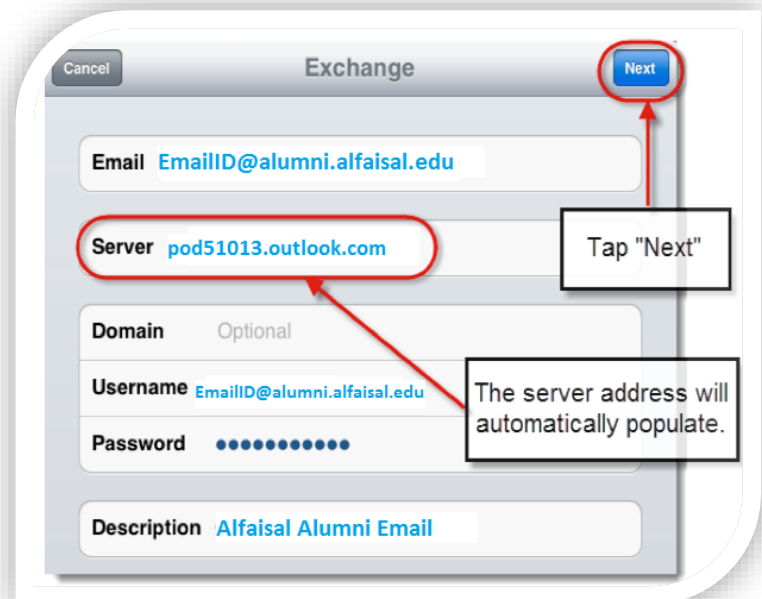 Cancel Exchange Next
Email EmailID@alumni.alfaisal.edu
Server pod51013.outlook.com
Tap "Next"
Domain Optional
Username EmailID@alumni.alfaisal.edu
The server address will
automatically populate.
Password ●●●●●●●●●●●
Description Alfaisal Alumni Email